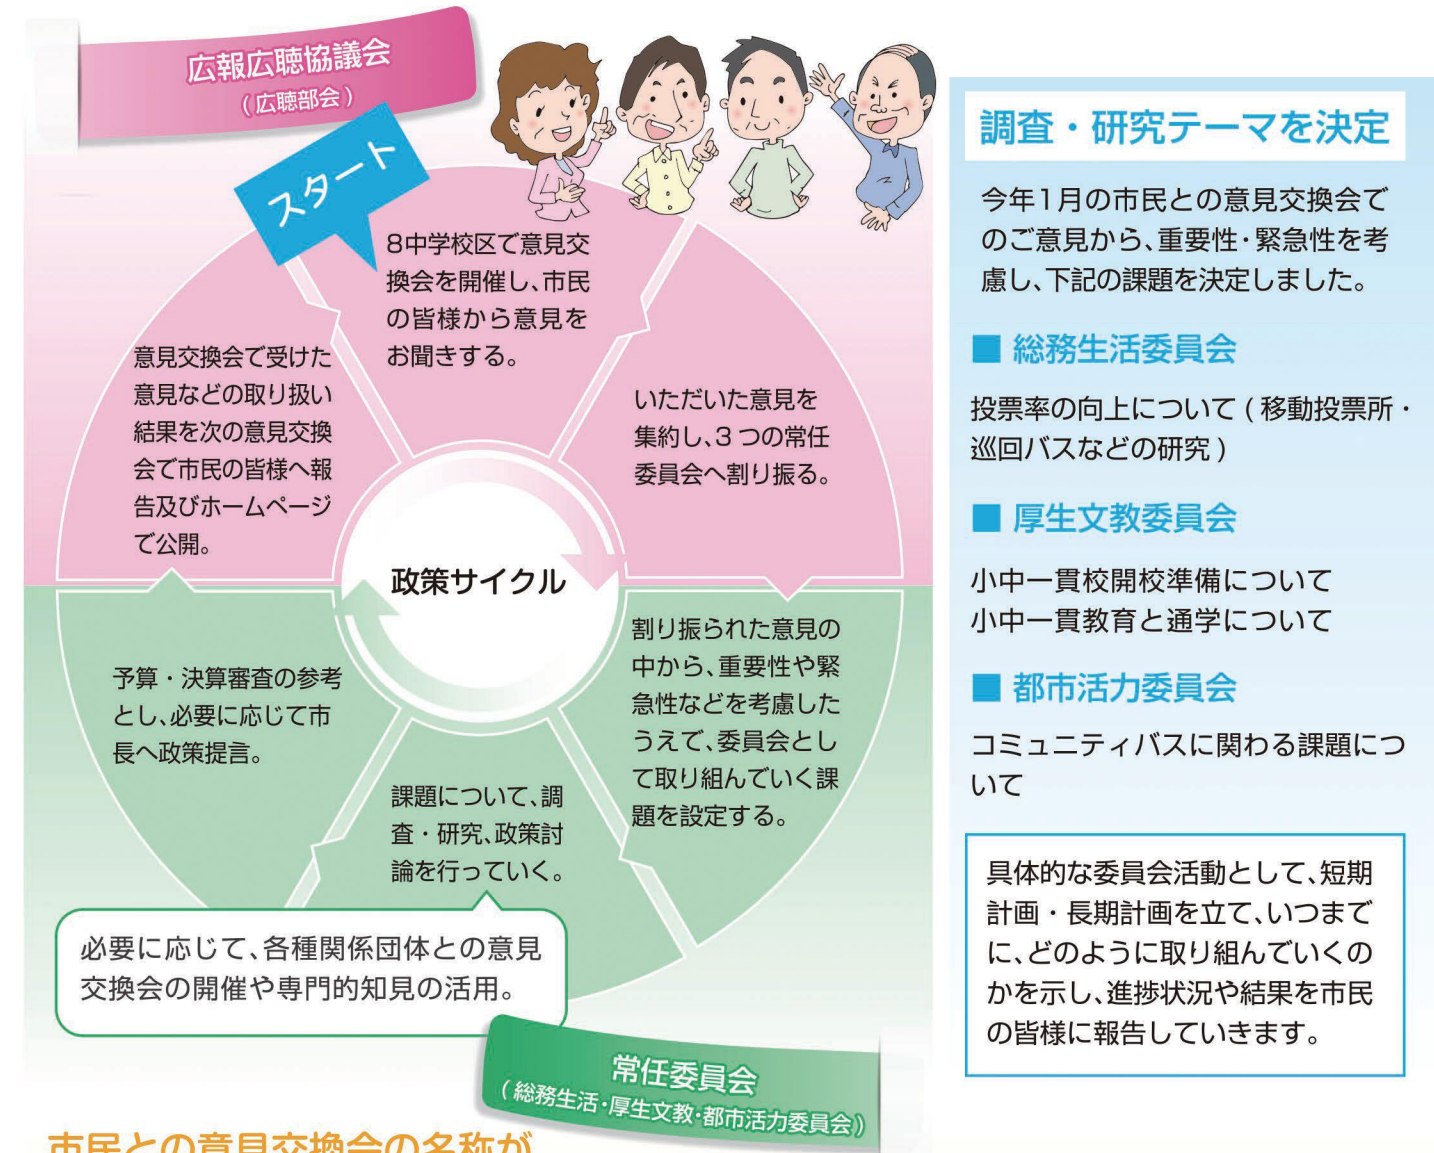 広報広聴協議会
(広聴部会)
スタート
8中学校区で意見交
換会を開催し、市民
の皆様から意見を
お聞きする。
いただいた意見を
集約し、3つの常任
委員会へ割り振る。
割り振られた意見の
中から、重要性や緊
急性などを考慮した
うえで、委員会とし
て取り組んでいく課
題を設定する。
課題について、調
査・研究、政策討
論を行っていく。
必要に応じて、各種関係団体との意見
交換会の開催や専門的知見の活用。
予算・決算審査の参考
とし、必要に応じて市
長へ政策提言。
意見交換会で受けた
意見などの取り扱い
結果を次の意見交換
会で市民の皆様へ報
告及びホームページ
で公開。
政策サイクル
常任委員会
(総務生活・厚生文教・都市活力委員会)
市民との意見交換会の名称が
調査・研究テーマを決定
今年1月の市民との意見交換会で
のご意見から、重要性・緊急性を考
慮し、下記の課題を決定しました。
■ 総務生活委員会
投票率の向上について(移動投票所・
巡回バスなどの研究)
■ 厚生文教委員会
小中一貫校開校準備について
小中一貫教育と通学について
■ 都市活力委員会
コミュニティバスに関わる課題につ
いて
具体的な委員会活動として、短期
計画・長期計画を立て、いつまで
に、どのように取り組んでいくの
かを示し、進捗状況や結果を市民
の皆様に報告していきます。